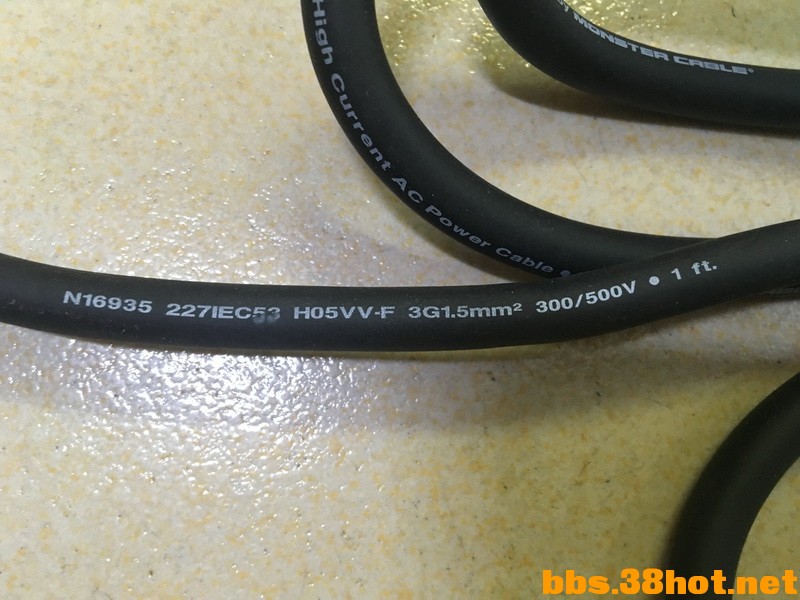 MONSTER CABLE®
High Current AC Power Cable •
N16935 227IEC53 H05VV-F 3G1.5mm² 300/500V • 1 ft.
bbs.38hot.net